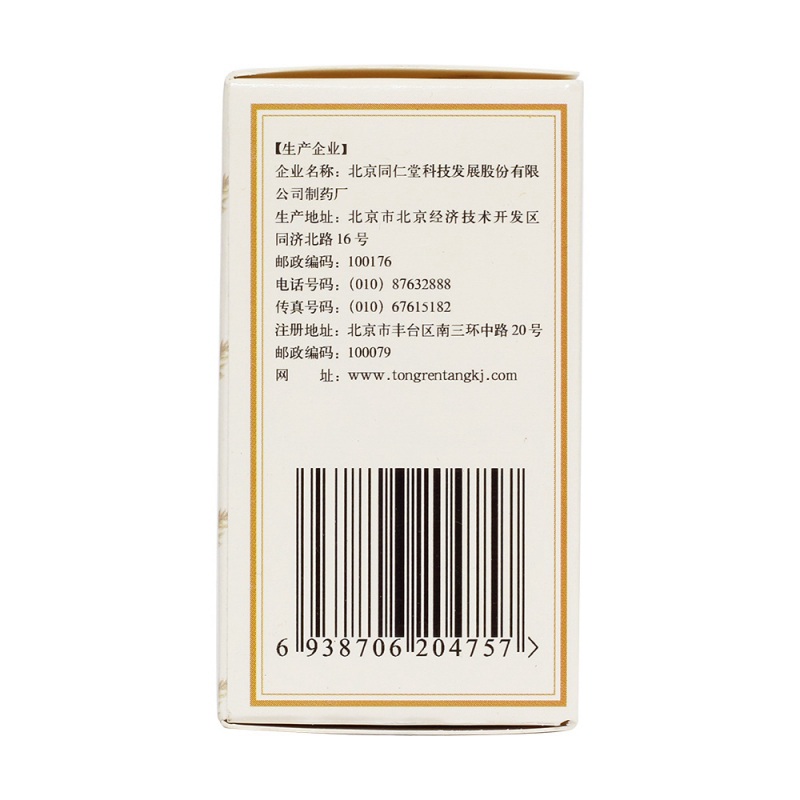 【生产企业】
企业名称：北京同仁堂科技发展股份有限
公司制药厂
生产地址：北京市北京经济技术开发区
同济北路16号
邮政编码：100176
电话号码：（010）87632888
传真号码：（010）67615182
注册地址：北京市丰台区南三环中路20号
邮政编码：100079
网 址：www.tongrentangkj.com
6 938706 204757 >